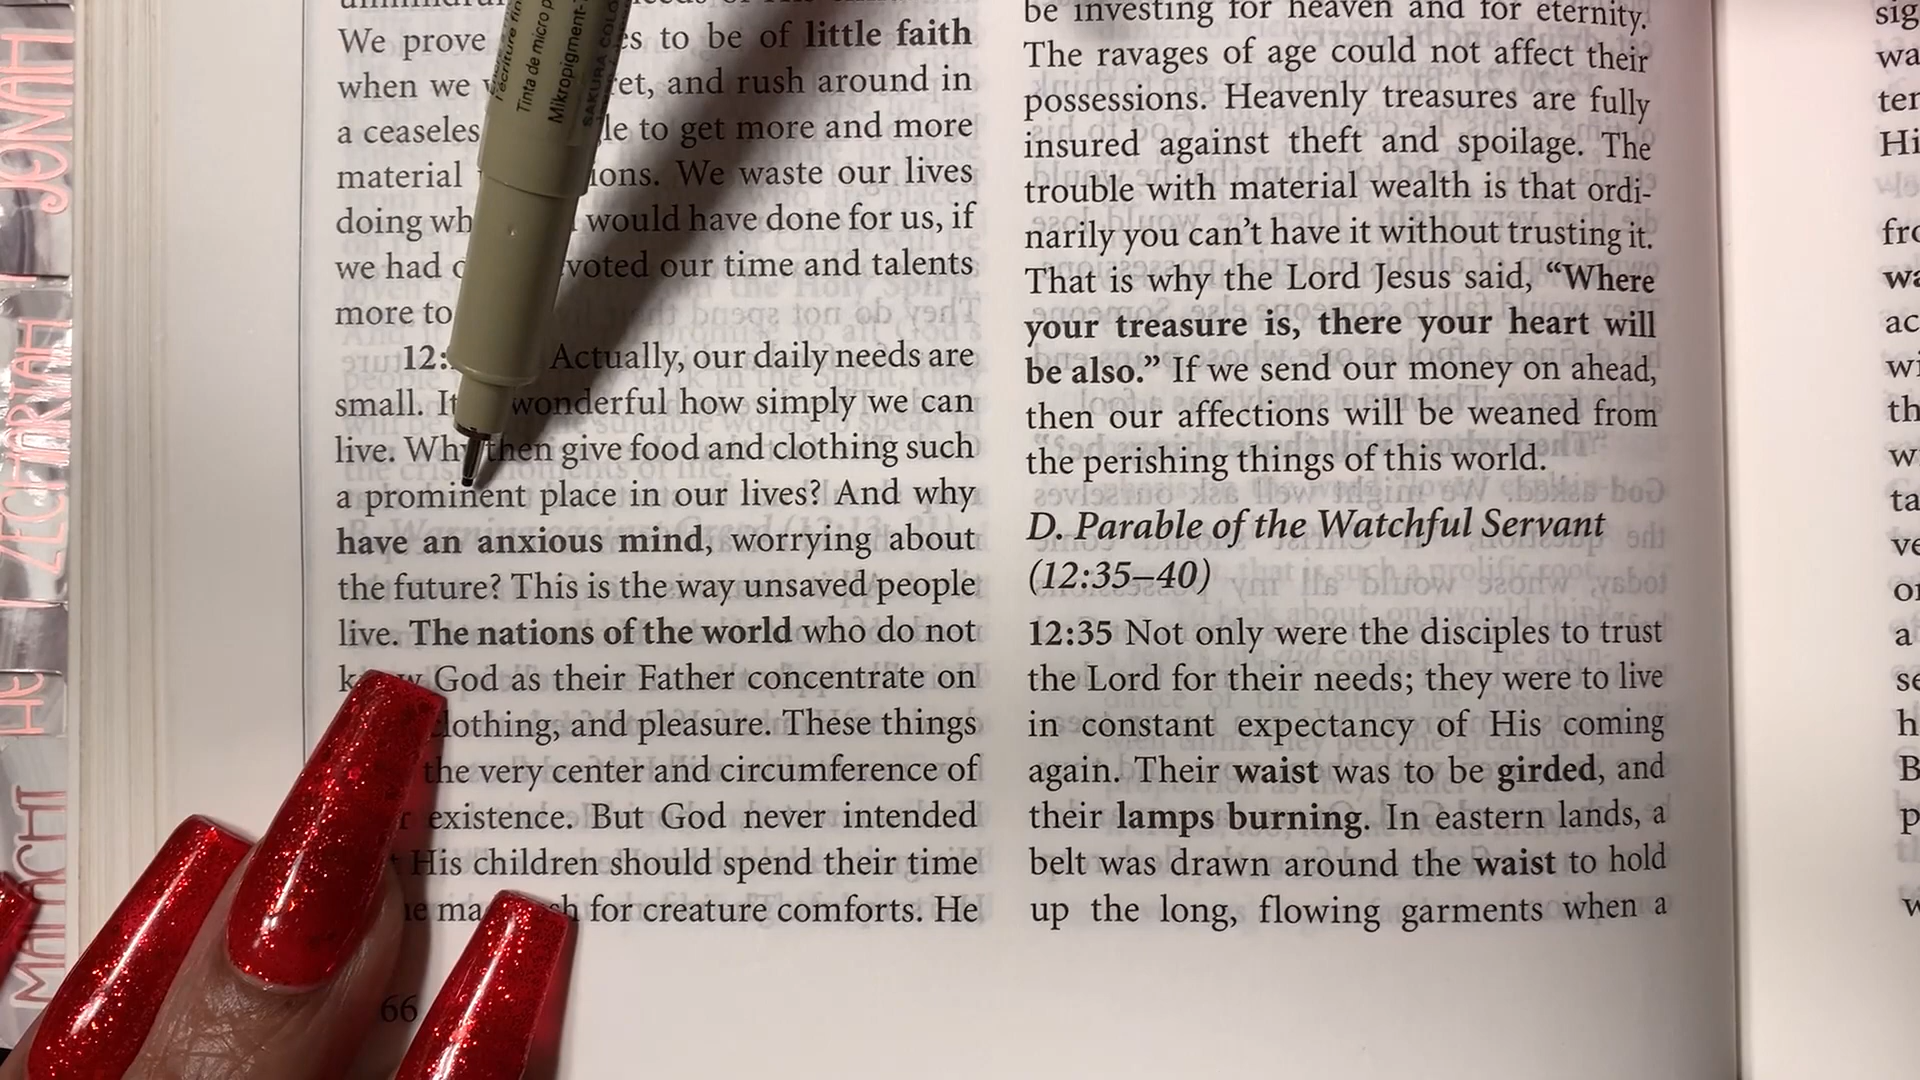 We prove es to be of little faith
when we ret, and rush around in
a ceaseles le to get more and more
material ions. We waste our lives
doing wh would have done for us, if
we had voted our time and talents
more to
12: Actually, our daily needs are
small. It wonderful how simply we can
live. Why then give food and clothing such
a prominent place in our lives? And why
have an anxious mind, worrying about
the future? This is the way unsaved people
live. The nations of the world who do not
God as their Father concentrate on
lothing, and pleasure. These things
the very center and circumference of
existence. But God never intended
His children should spend their time
ma for creature comforts. He
66
be investing for heaven and for eternity.
The ravages of age could not affect their
possessions. Heavenly treasures are fully
insured against theft and spoilage. The
trouble with material wealth is that ordi-
narily you can't have it without trusting it.
That is why the Lord Jesus said, “Where
your treasure is, there your heart will
be also.” If we send our money on ahead,
then our affections will be weaned from
the perishing things of this world.
D. Parable of the Watchful Servant
(12:35–40)
12:35 Not only were the disciples to trust
the Lord for their needs; they were to live
in constant expectancy of His coming
again. Their waist was to be girded, and
their lamps burning. In eastern lands, a
belt was drawn around the waist to hold
up the long, flowing garments when a
Tinta de micro
Mikropigment-
SAKURA COLO
JONAH
ZECHARIAH
MATTCHT